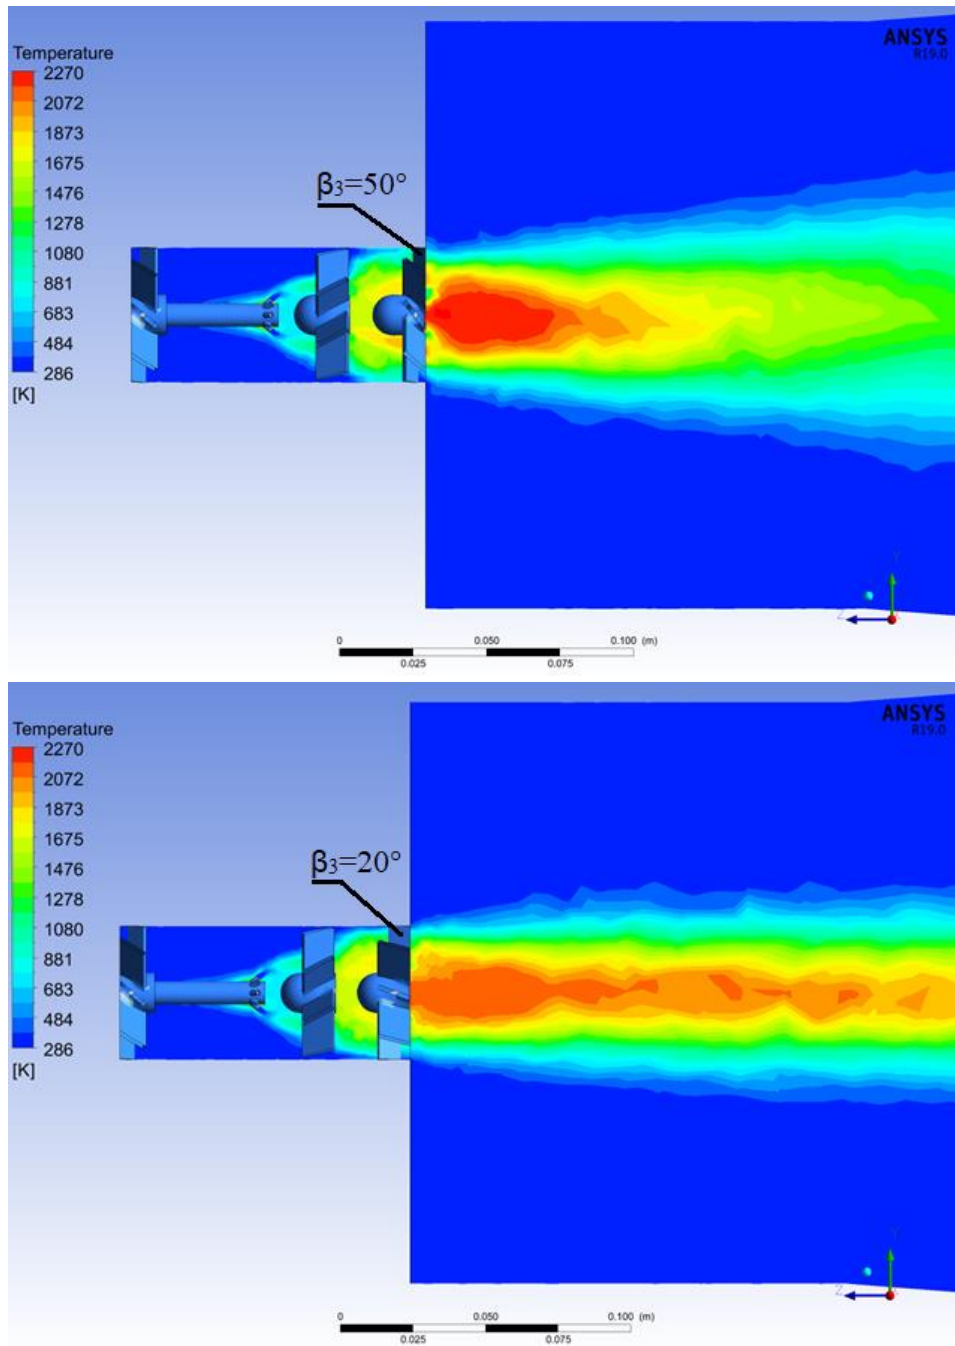 ANSYS
R19.0
Temperature
2270
2072
1873
1675
1476
1278
1080
881
683
484
286
[K]
β₃=50°
Y
Z
0 0.050 0.100 (m)
0.025 0.075
ANSYS
R19.0
Temperature
2270
2072
1873
1675
1476
1278
1080
881
683
484
286
[K]
β₃=20°
Y
Z
0 0.050 0.100 (m)
0.025 0.075